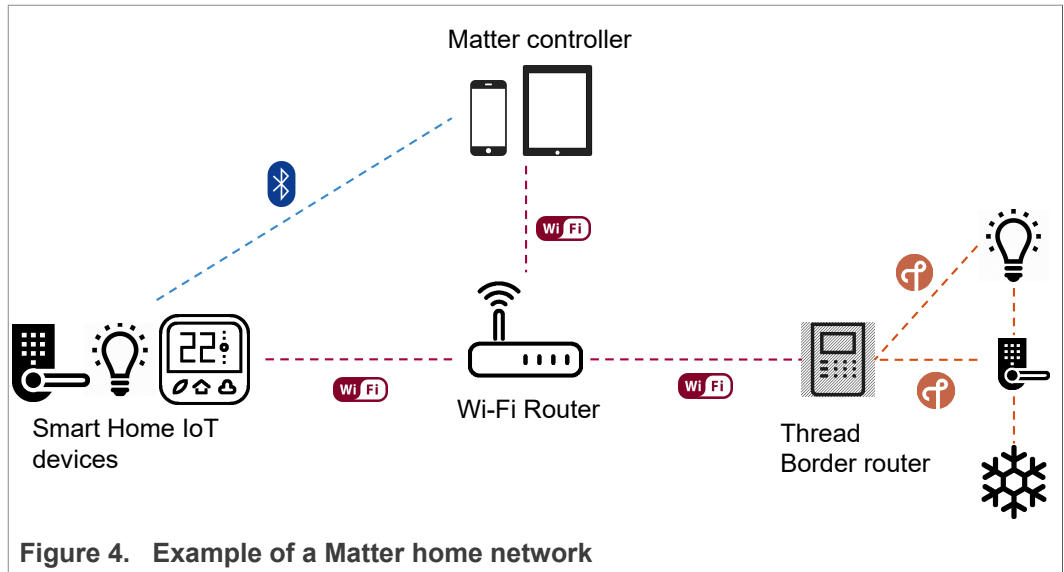 Matter controller
Wi Fi
22
Wi Fi
Wi Fi
Wi-Fi Router
Smart Home IoT
devices
Thread
Border router
Figure 4. Example of a Matter home network